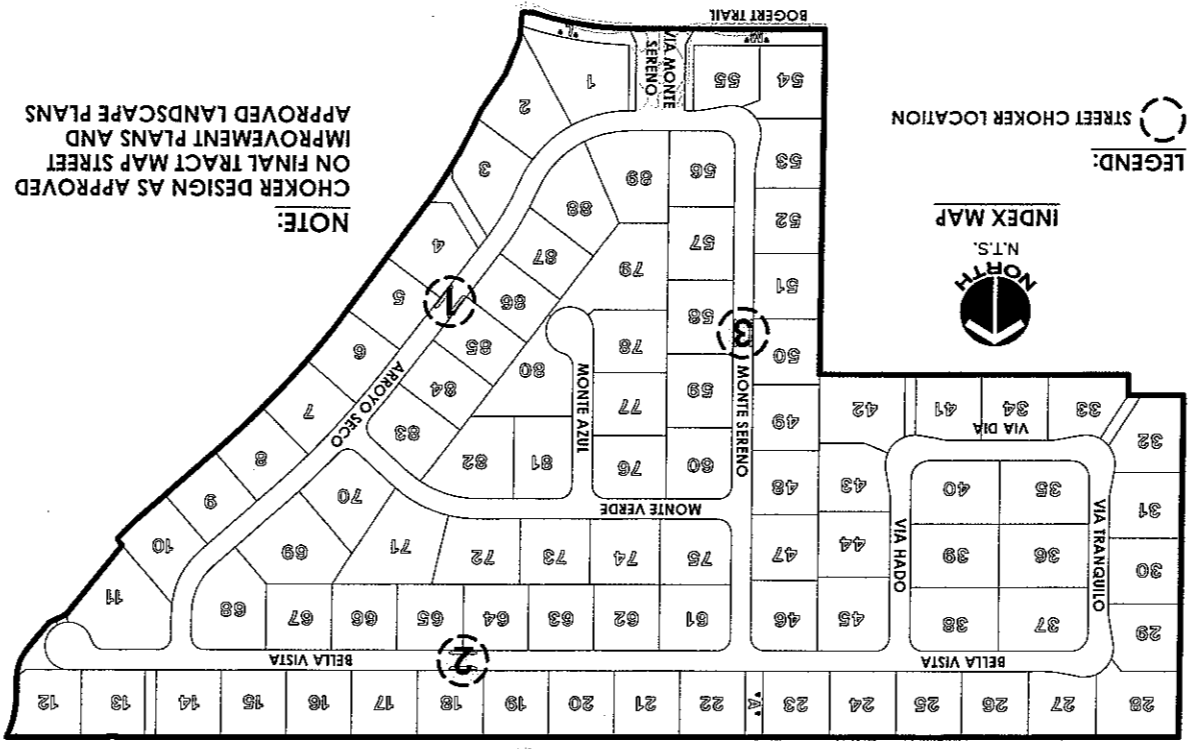 28 27 26 25 24 23 "A" 22 21 20 19 18 17 16 15 14 13 12
BELLA VISTA
2
BELLA VISTA
29 37 38 45 46 61 62 63 64 65 66 67 68 11
VIA TRANQUILO
VIA HADO
30 36 39 44 47 75 74 73 72 71 69 10
MONTE VERDE
31 35 40 43 48 60 76 81 82 70 9
32
VIA DIA
33 34 41 42 49 59 77 80 84 83 8
MONTE SERENO
MONTE AZUL
ARROYO SECO
7
50 3 58 78 85 6
51 86 1 5
52 57 79 87 4
53 56 89 88 3
54 55 1 2
VIA MONTE
SERENO
"M"
"L"
BOGERT TRAIL
NORTH
N.T.S.
INDEX MAP
LEGEND:
STREET CHOKER LOCATION
NOTE:
CHOKER DESIGN AS APPROVED
ON FINAL TRACT MAP STREET
IMPROVEMENT PLANS AND
APPROVED LANDSCAPE PLANS